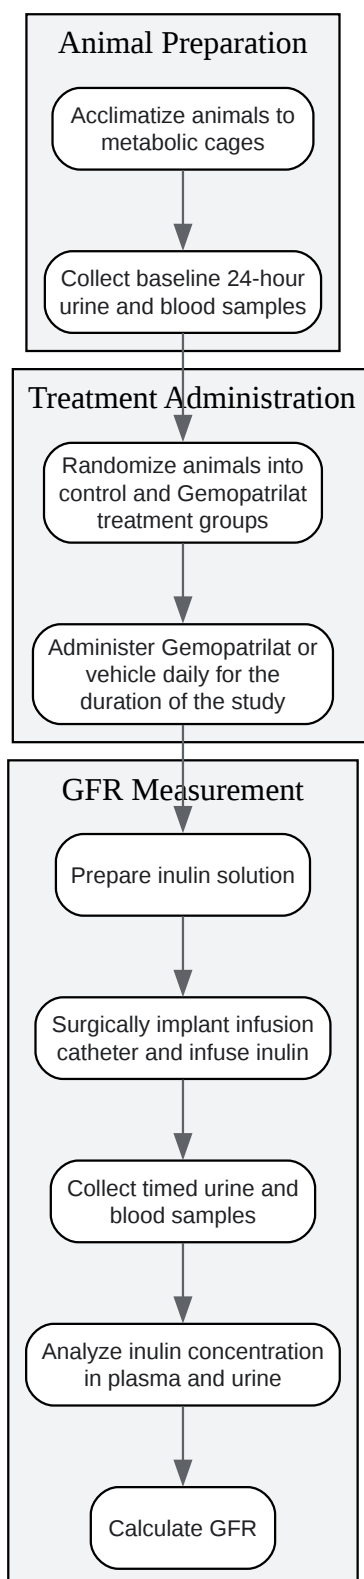 Animal Preparation
Acclimatize animals to
metabolic cages
Collect baseline 24-hour
urine and blood samples
Treatment Administration
Randomize animals into
control and Gemopatrilat
treatment groups
Administer Gemopatrilat or
vehicle daily for the
duration of the study
GFR Measurement
Prepare inulin solution
Surgically implant infusion
catheter and infuse inulin
Collect timed urine and
blood samples
Analyze inulin concentration
in plasma and urine
Calculate GFR